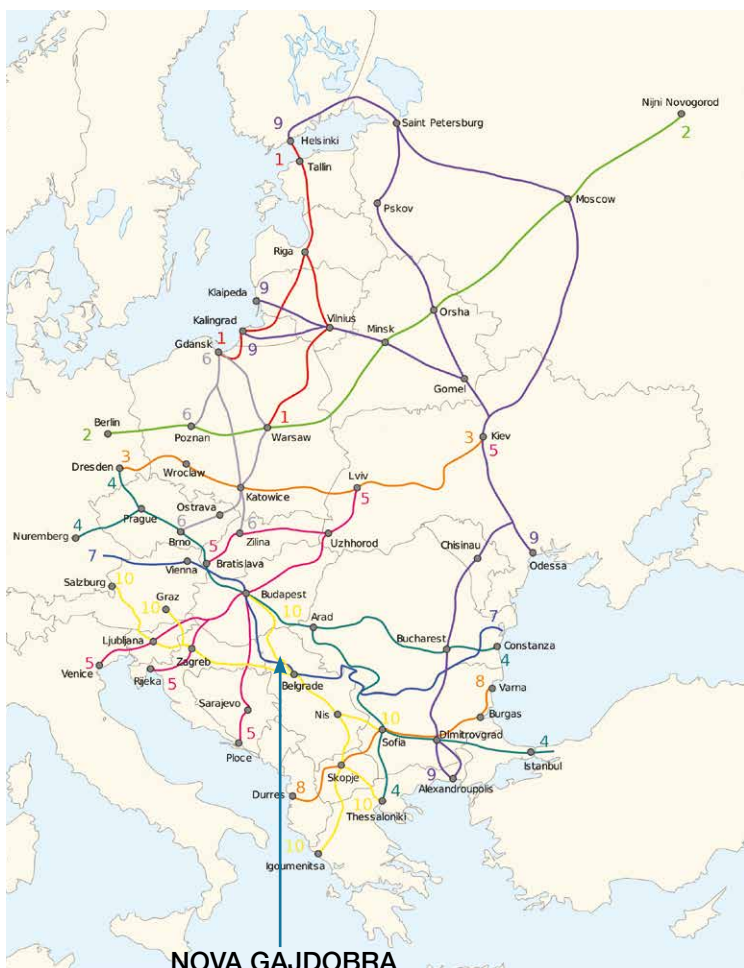 Nijni Novogorod
2
9
Saint Petersburg
Helsinki
1
Tallin
Moscow
Pskov
Riga
Klaipeda
9
Orsha
Kalingrad
Vilnius
Minsk
1
Gdansk
9
6
Gomel
Berlin
6
1
2
Poznan
Warsaw
3
Kiev
5
Dresden
3
Wroclaw
Lviv
4
Katowice
5
Ostrava
Prague
4
6
6
Nuremberg
Brno
Zilina
Uzhhorod
9
5
Chisinau
7
Odessa
Vienna
Bratislava
Salzburg
10
Budapest
Graz
10
10
Arad
7
Ljubljana
Bucharest
Constanza
4
Zagreb
Venice
5
Rijeka
5
Belgrade
8
Varna
Sarajevo
Nis
Burgas
10
5
Sofia
Dimitrovgrad
4
Ploce
Istanbul
Skopje
9
Durres
8
10
4
Alexandroupolis
Thessaloniki
10
Igoumenitsa
NOVA GAJDOBRA